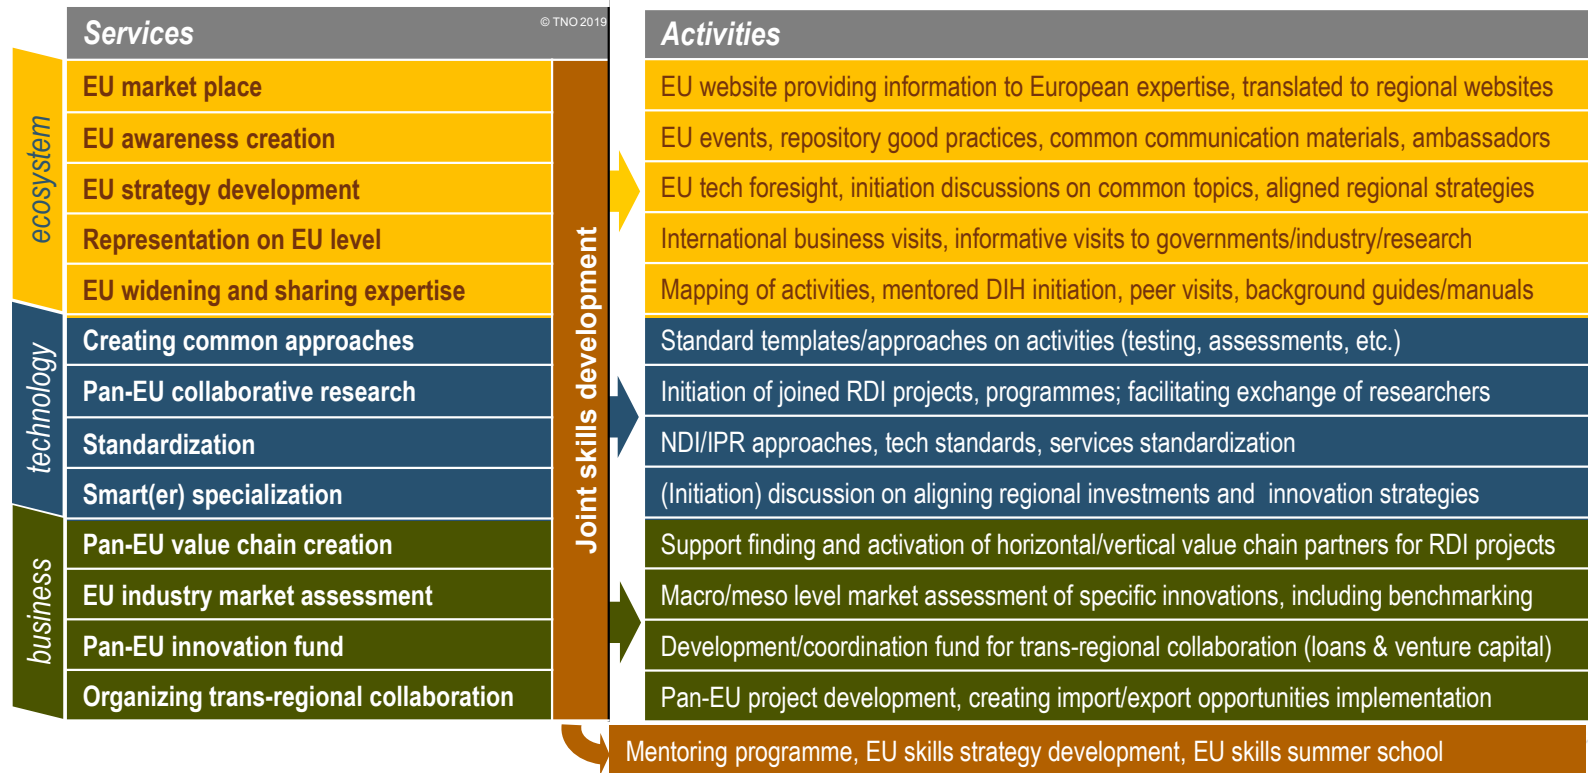 Services
© TNO 2019
Activities
ecosystem
EU market place
EU website providing information to European expertise, translated to regional websites
EU awareness creation
EU events, repository good practices, common communication materials, ambassadors
EU strategy development
EU tech foresight, initiation discussions on common topics, aligned regional strategies
Representation on EU level
International business visits, informative visits to governments/industry/research
EU widening and sharing expertise
Mapping of activities, mentored DIH initiation, peer visits, background guides/manuals
technology
Creating common approaches
Standard templates/approaches on activities (testing, assessments, etc.)
Pan-EU collaborative research
Initiation of joined RDI projects, programmes; facilitating exchange of researchers
Standardization
NDI/IPR approaches, tech standards, services standardization
Smart(er) specialization
(Initiation) discussion on aligning regional investments and innovation strategies
business
Pan-EU value chain creation
Support finding and activation of horizontal/vertical value chain partners for RDI projects
EU industry market assessment
Macro/meso level market assessment of specific innovations, including benchmarking
Pan-EU innovation fund
Development/coordination fund for trans-regional collaboration (loans & venture capital)
Organizing trans-regional collaboration
Pan-EU project development, creating import/export opportunities implementation
Joint skills development
Mentoring programme, EU skills strategy development, EU skills summer school